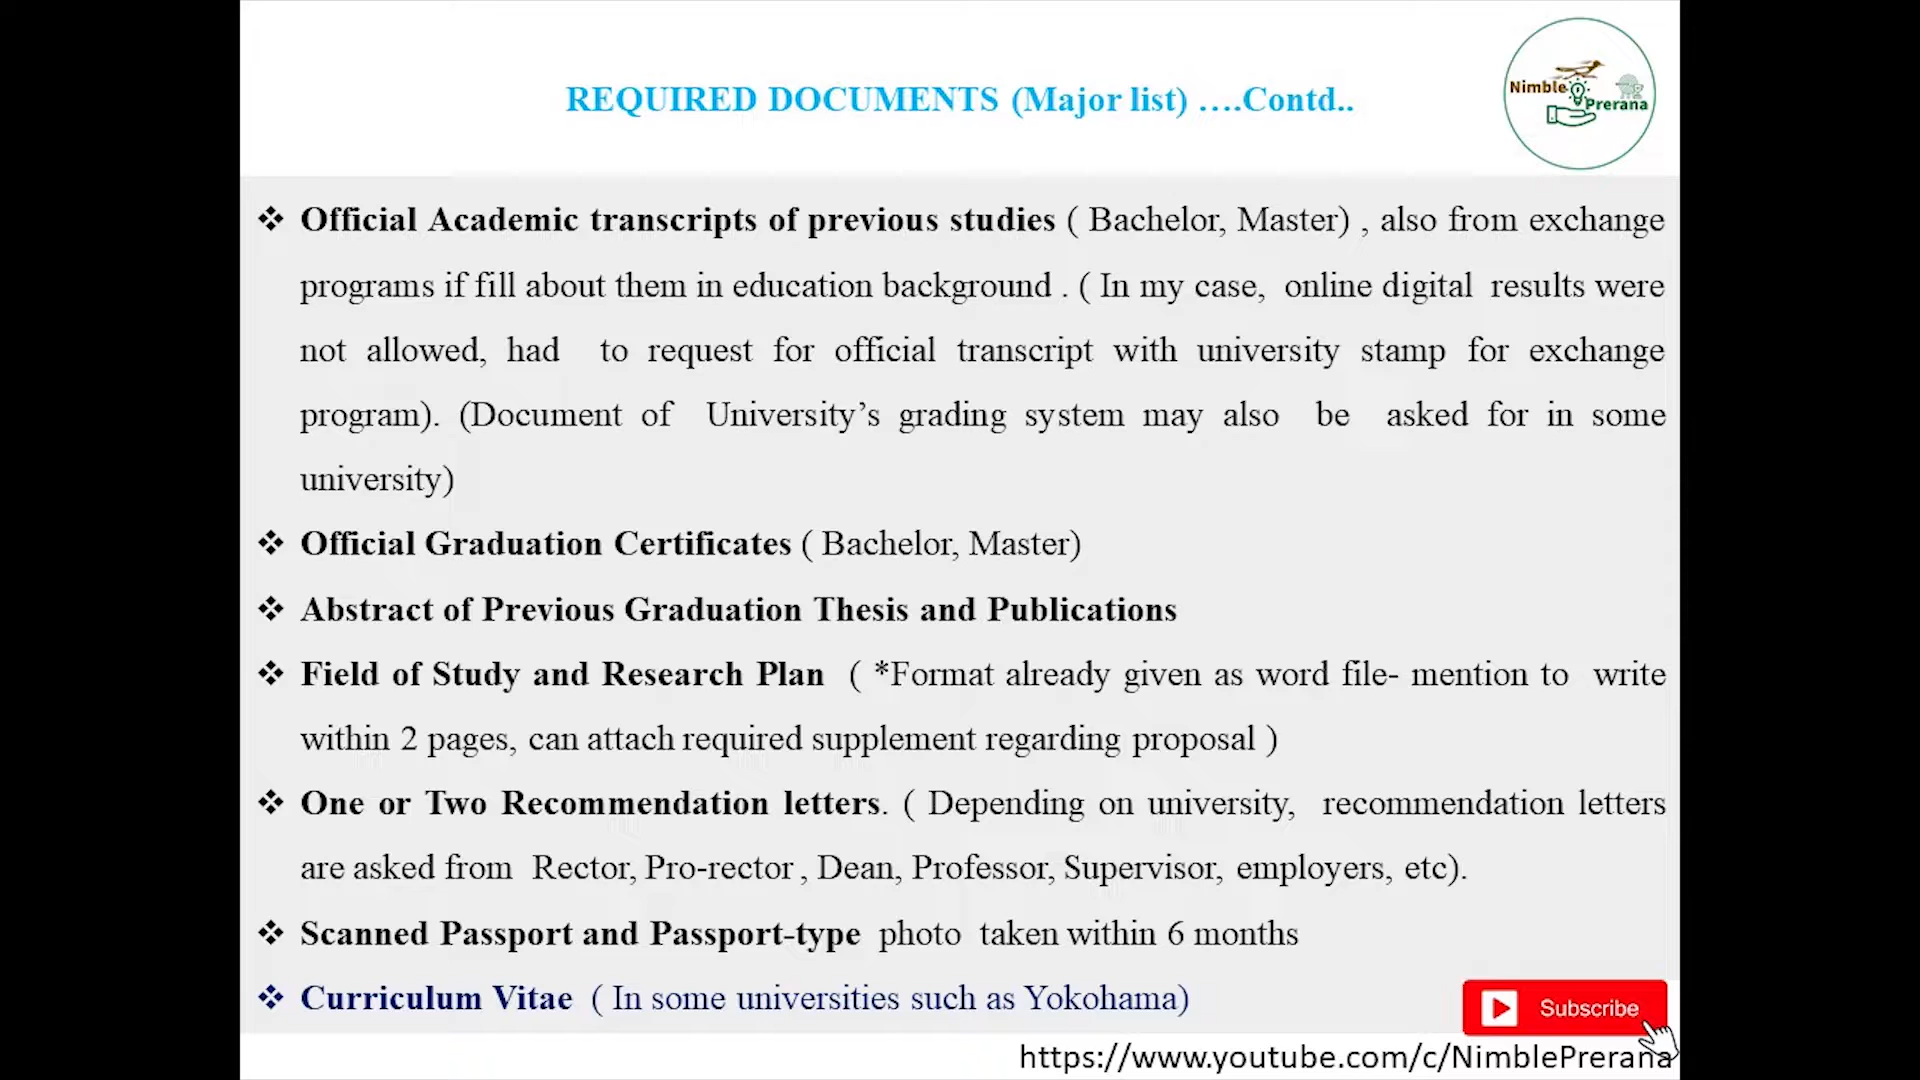 REQUIRED DOCUMENTS (Major list) ….Contd..
Nimble
Prerana
❖ Official Academic transcripts of previous studies ( Bachelor, Master) , also from exchange
programs if fill about them in education background . ( In my case, online digital results were
not allowed, had to request for official transcript with university stamp for exchange
program). (Document of University’s grading system may also be asked for in some
university)
❖ Official Graduation Certificates ( Bachelor, Master)
❖ Abstract of Previous Graduation Thesis and Publications
❖ Field of Study and Research Plan ( *Format already given as word file- mention to write
within 2 pages, can attach required supplement regarding proposal )
❖ One or Two Recommendation letters. ( Depending on university, recommendation letters
are asked from Rector, Pro-rector , Dean, Professor, Supervisor, employers, etc).
❖ Scanned Passport and Passport-type photo taken within 6 months
❖ Curriculum Vitae ( In some universities such as Yokohama)
Subscribe
https://www.youtube.com/c/NimblePrerana